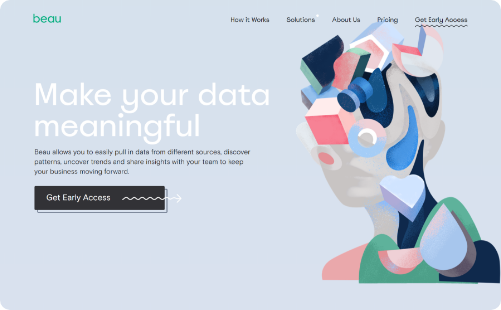 beau
How it Works Solutions About Us Pricing Get Early Access
Make your data
meaningful
Beau allows you to easily pull in data from different sources, discover
patterns, uncover trends and share insights with your team to keep
your business moving forward.
Get Early Access